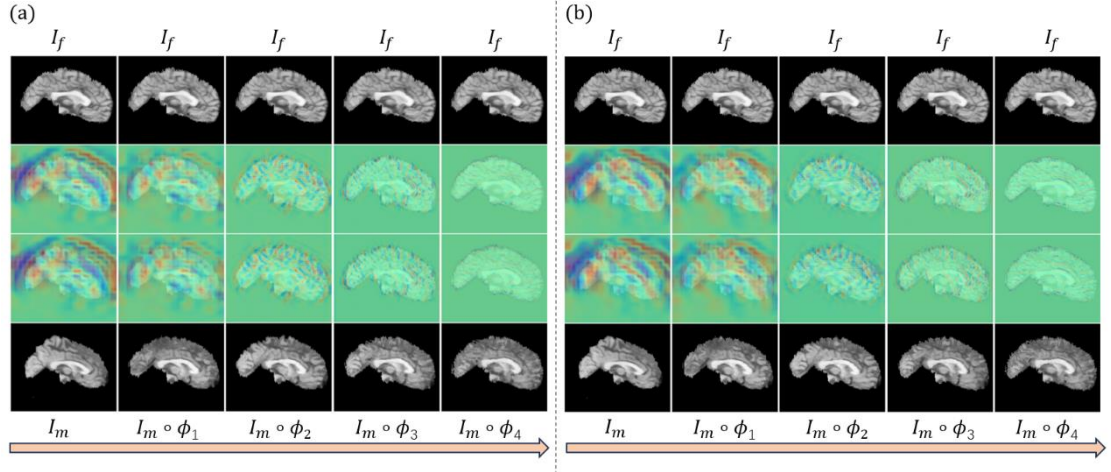 (a)
I_f I_f I_f I_f I_f
I_m I_m ∘ ϕ_1 I_m ∘ ϕ_2 I_m ∘ ϕ_3 I_m ∘ ϕ_4
(b)
I_f I_f I_f I_f I_f
I_m I_m ∘ ϕ_1 I_m ∘ ϕ_2 I_m ∘ ϕ_3 I_m ∘ ϕ_4